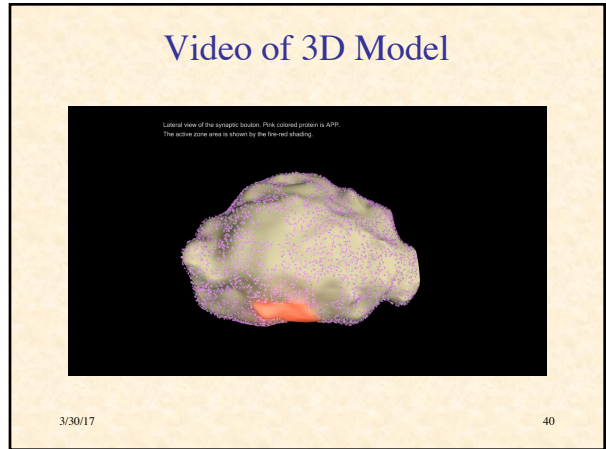 Video of 3D Model
Lateral view of the synaptic bouton. Pink colored protein is APP.
The active zone area is shown by the fire-red shading.
3/30/17
40